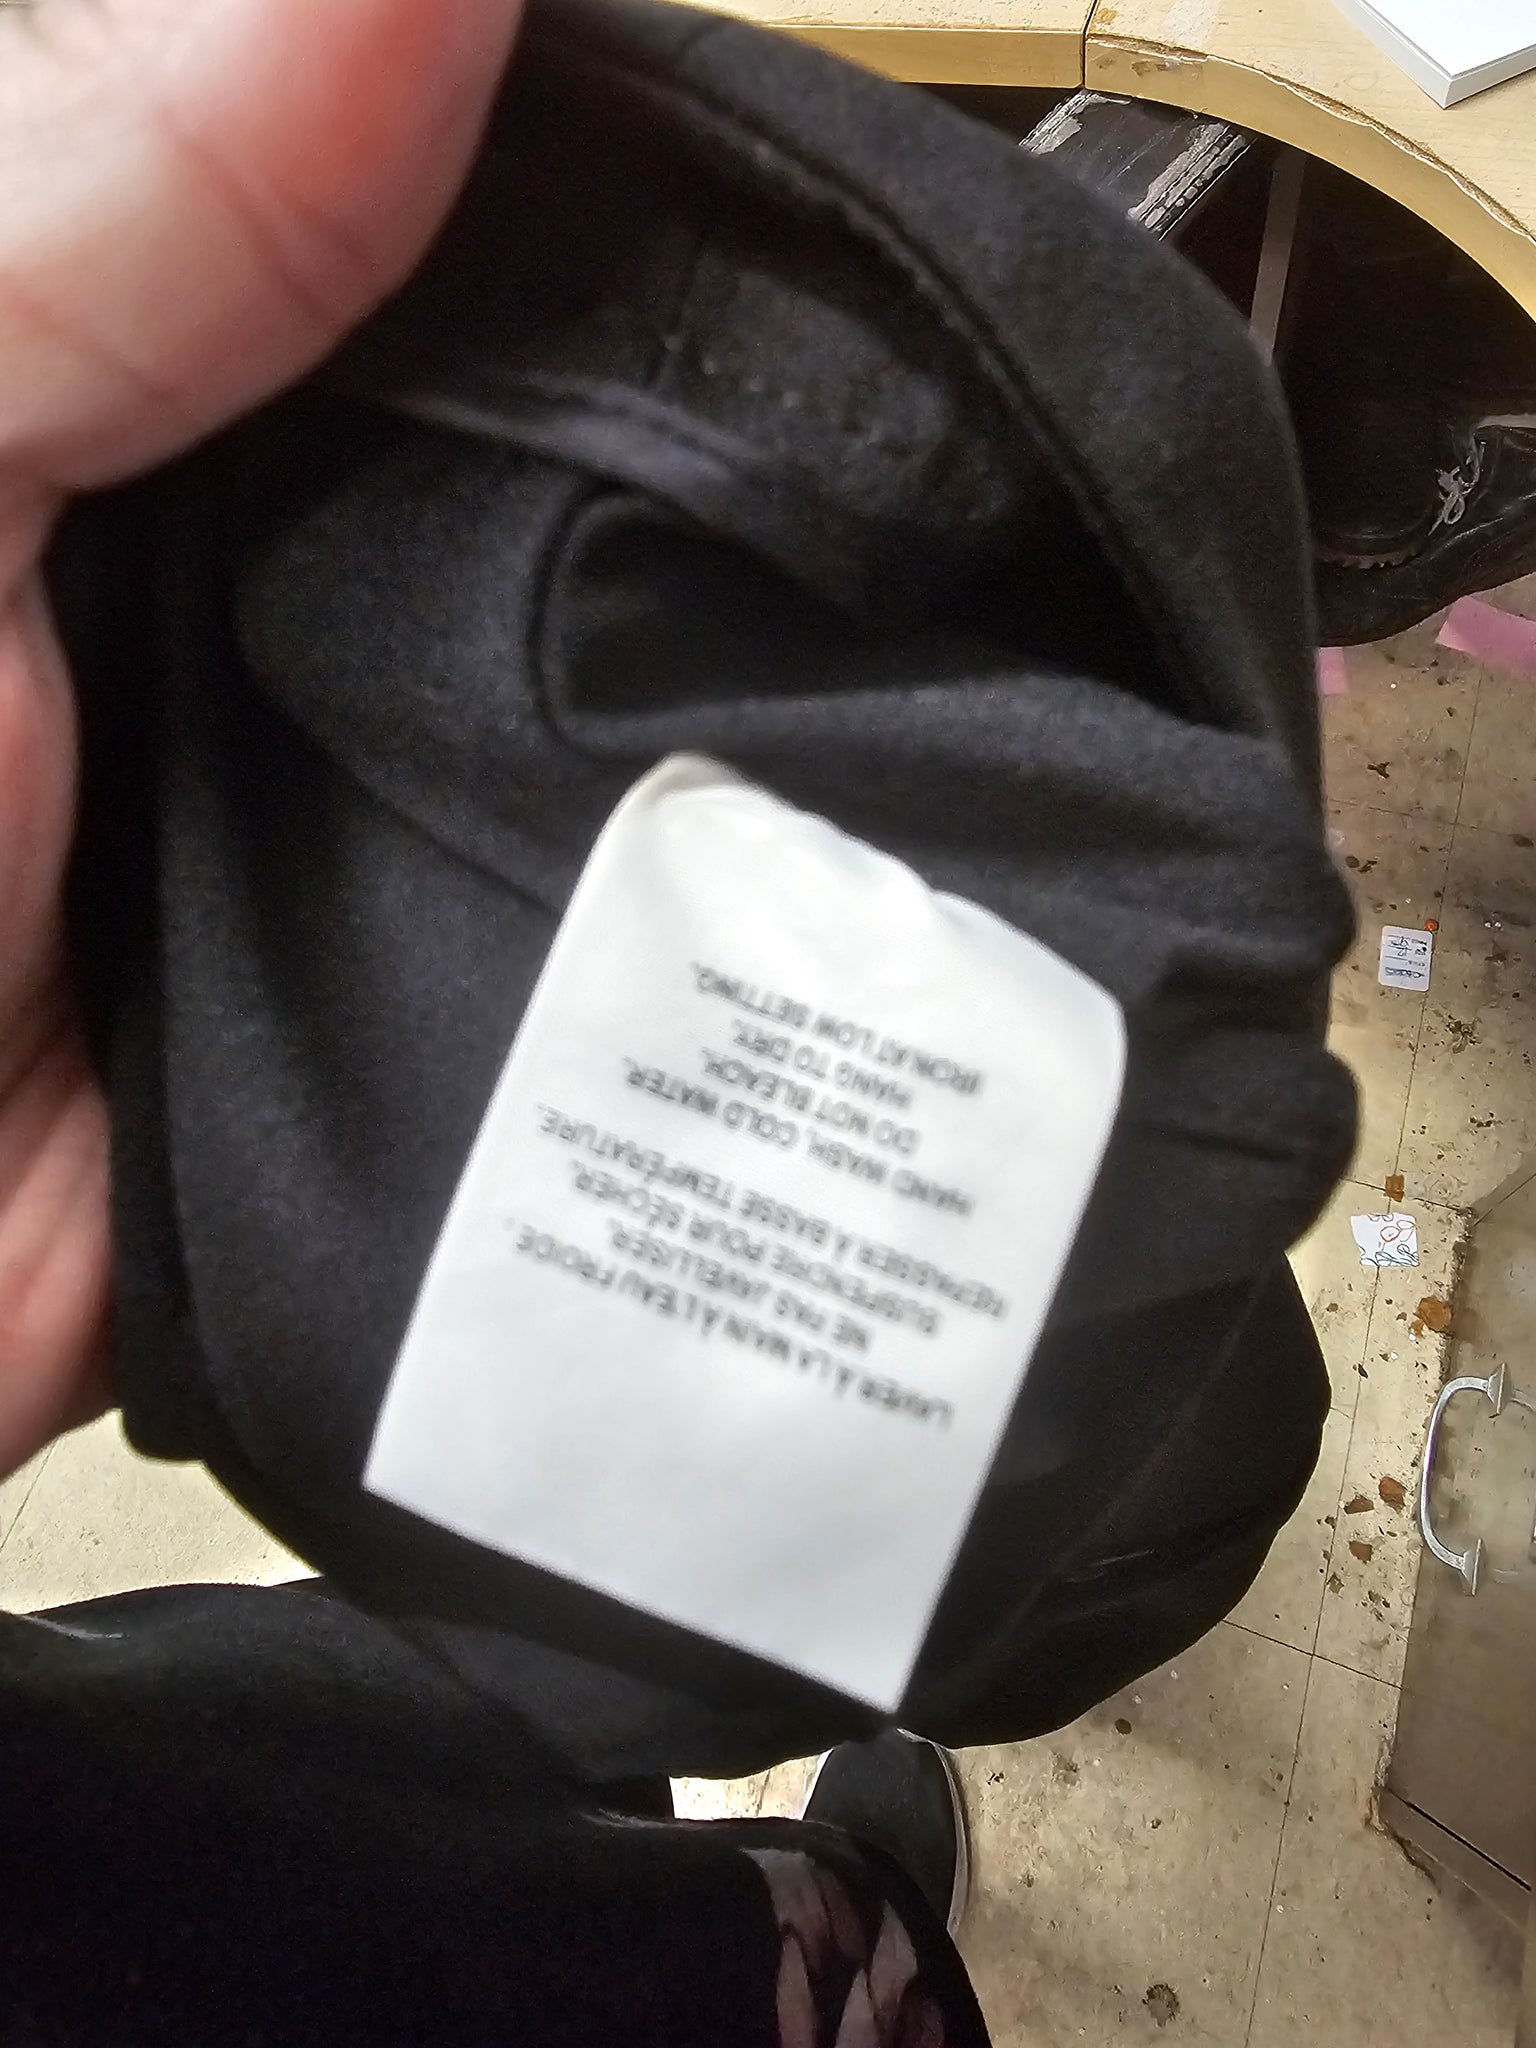 LAVER À LA MAIN À L'EAU FROIDE.
NE PAS JAVELLISER.
SUSPENDRE POUR SÉCHER.
REPASSER À BASSE TEMPÉRATURE.
HAND WASH, COLD WATER.
DO NOT BLEACH.
HANG TO DRY.
IRON AT LOW SETTING.